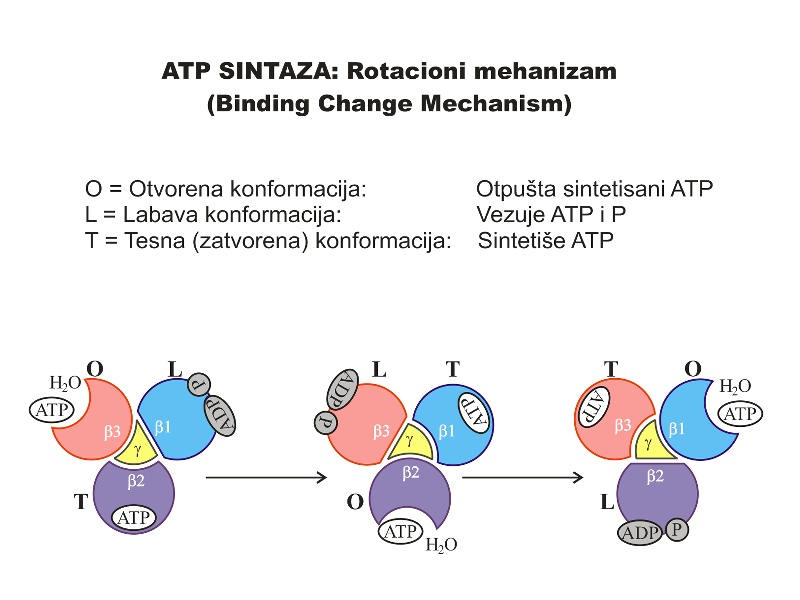 ATP SINTAZA: Rotacioni mehanizam
(Binding Change Mechanism)
O = Otvorena konformacija: Otpušta sintetisani ATP
L = Labava konformacija: Vezuje ATP i P
T = Tesna (zatvorena) konformacija: Sintetiše ATP
O L
H₂O
ATP
P
ADP
β3 β1
γ
β2
T
ATP
L T
ADP
P
ATP
β3 β1
γ
β2
O
ATP
H₂O
T O
ATP
H₂O
ATP
β3 β1
γ
β2
L
ADP P